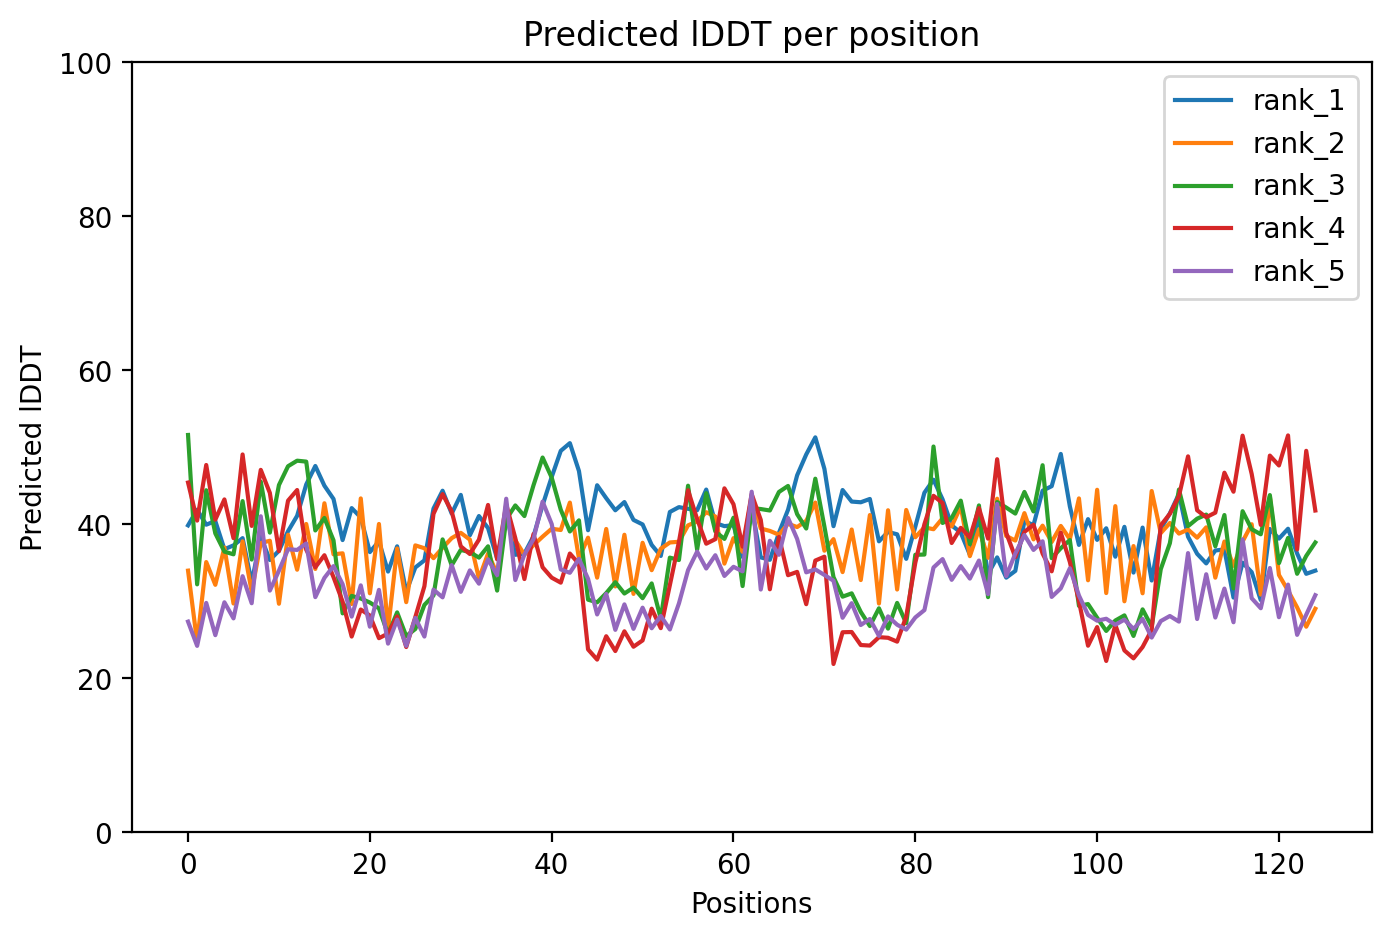 Predicted lDDT per position
100
80
60
40
20
0
Predicted lDDT
0 20 40 60 80 100 120
Positions
rank_1
rank_2
rank_3
rank_4
rank_5